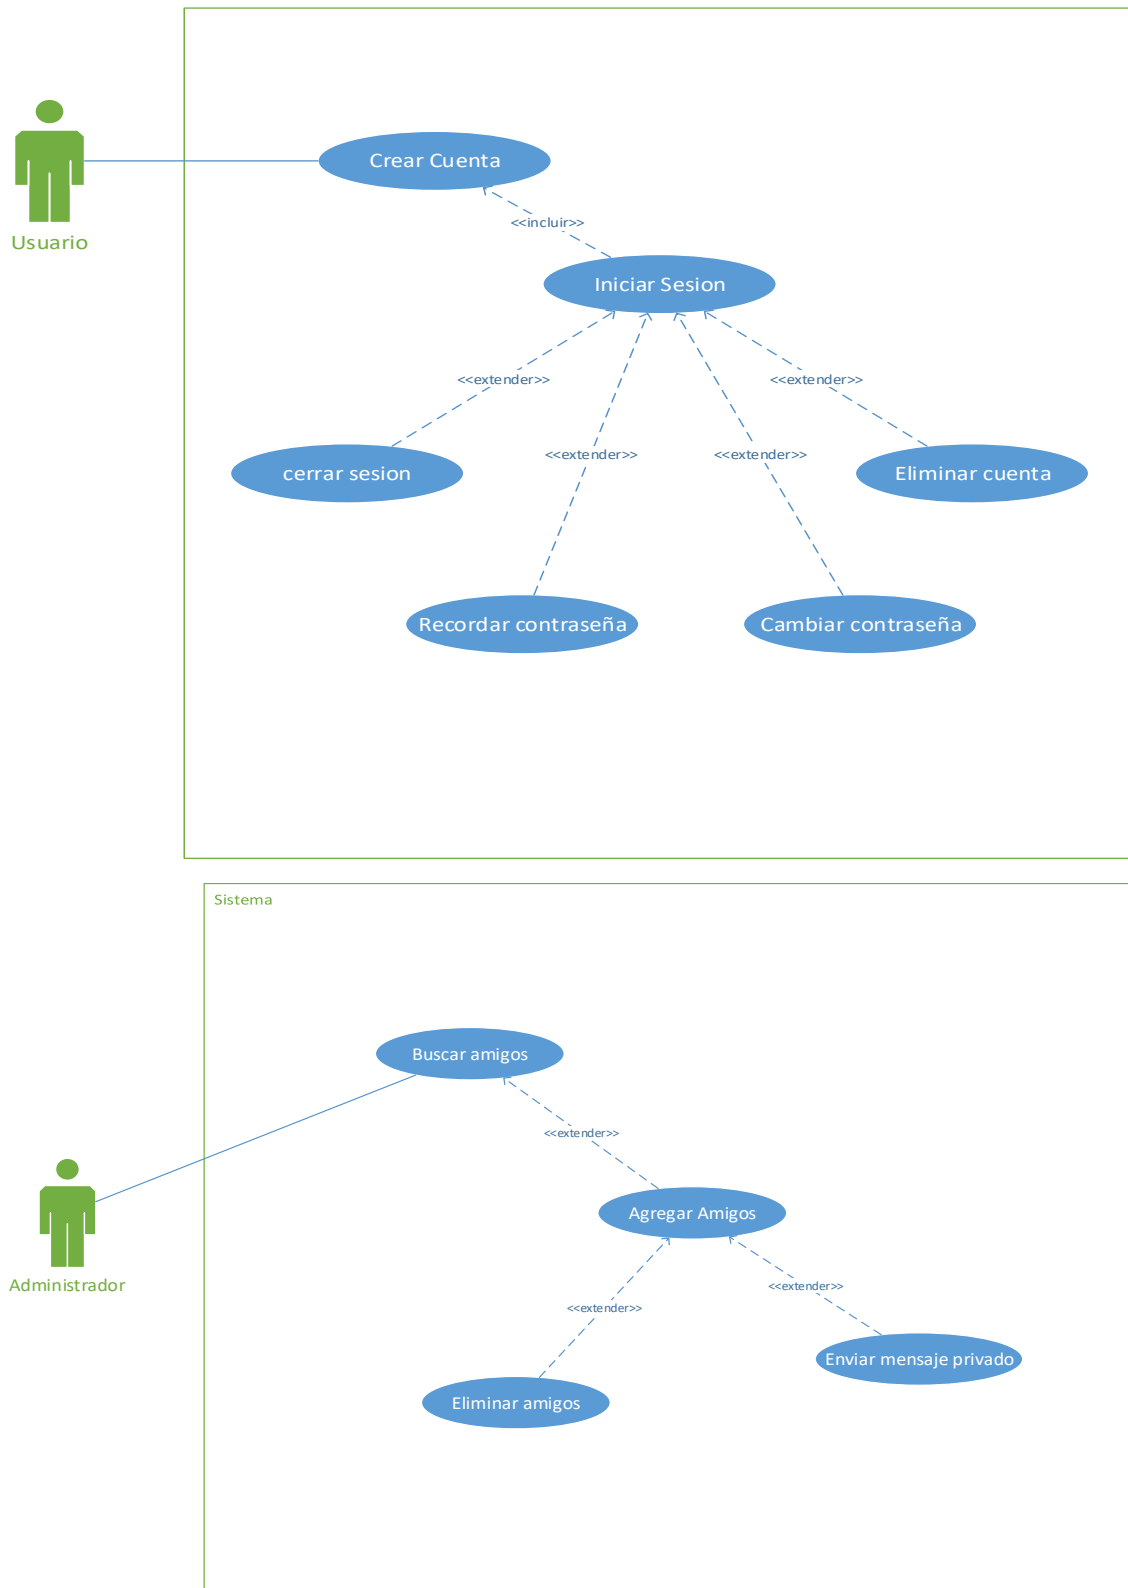 Crear Cuenta
Usuario
<<incluir>>
Iniciar Sesion
<<extender>>
<<extender>>
<<extender>>
<<extender>>
cerrar sesion
Eliminar cuenta
Recordar contraseña
Cambiar contraseña
Sistema
Buscar amigos
<<extender>>
Agregar Amigos
Administrador
<<extender>>
<<extender>>
Enviar mensaje privado
Eliminar amigos